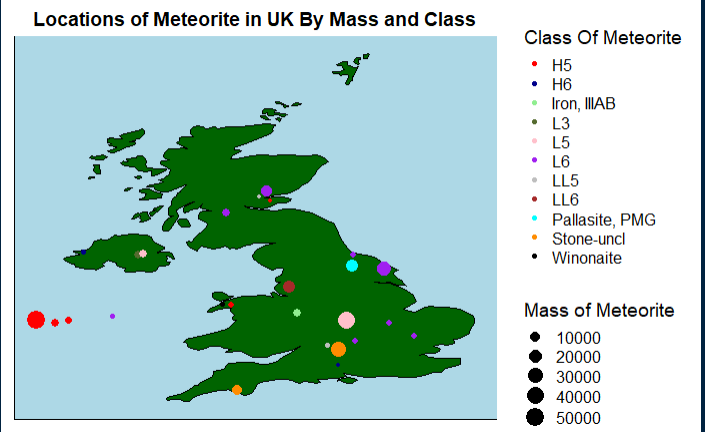 Locations of Meteorite in UK By Mass and Class
Class Of Meteorite
H5
H6
Iron, IIIAB
L3
L5
L6
LL5
LL6
Pallasite, PMG
Stone-uncl
Winonaite
Mass of Meteorite
10000
20000
30000
40000
50000